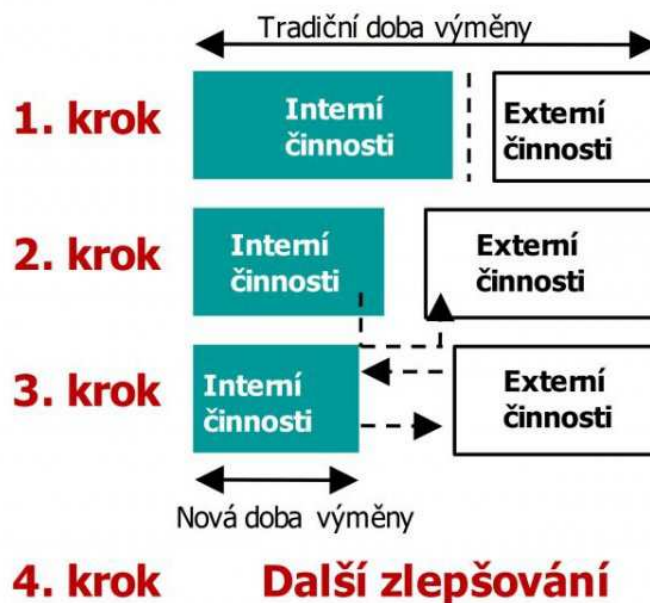 Tradiční doba výměny
1. krok
Interní
činnosti
Externí
činnosti
2. krok
Interní
činnosti
Externí
činnosti
3. krok
Interní
činnosti
Externí
činnosti
Nová doba výměny
4. krok
Další zlepšování